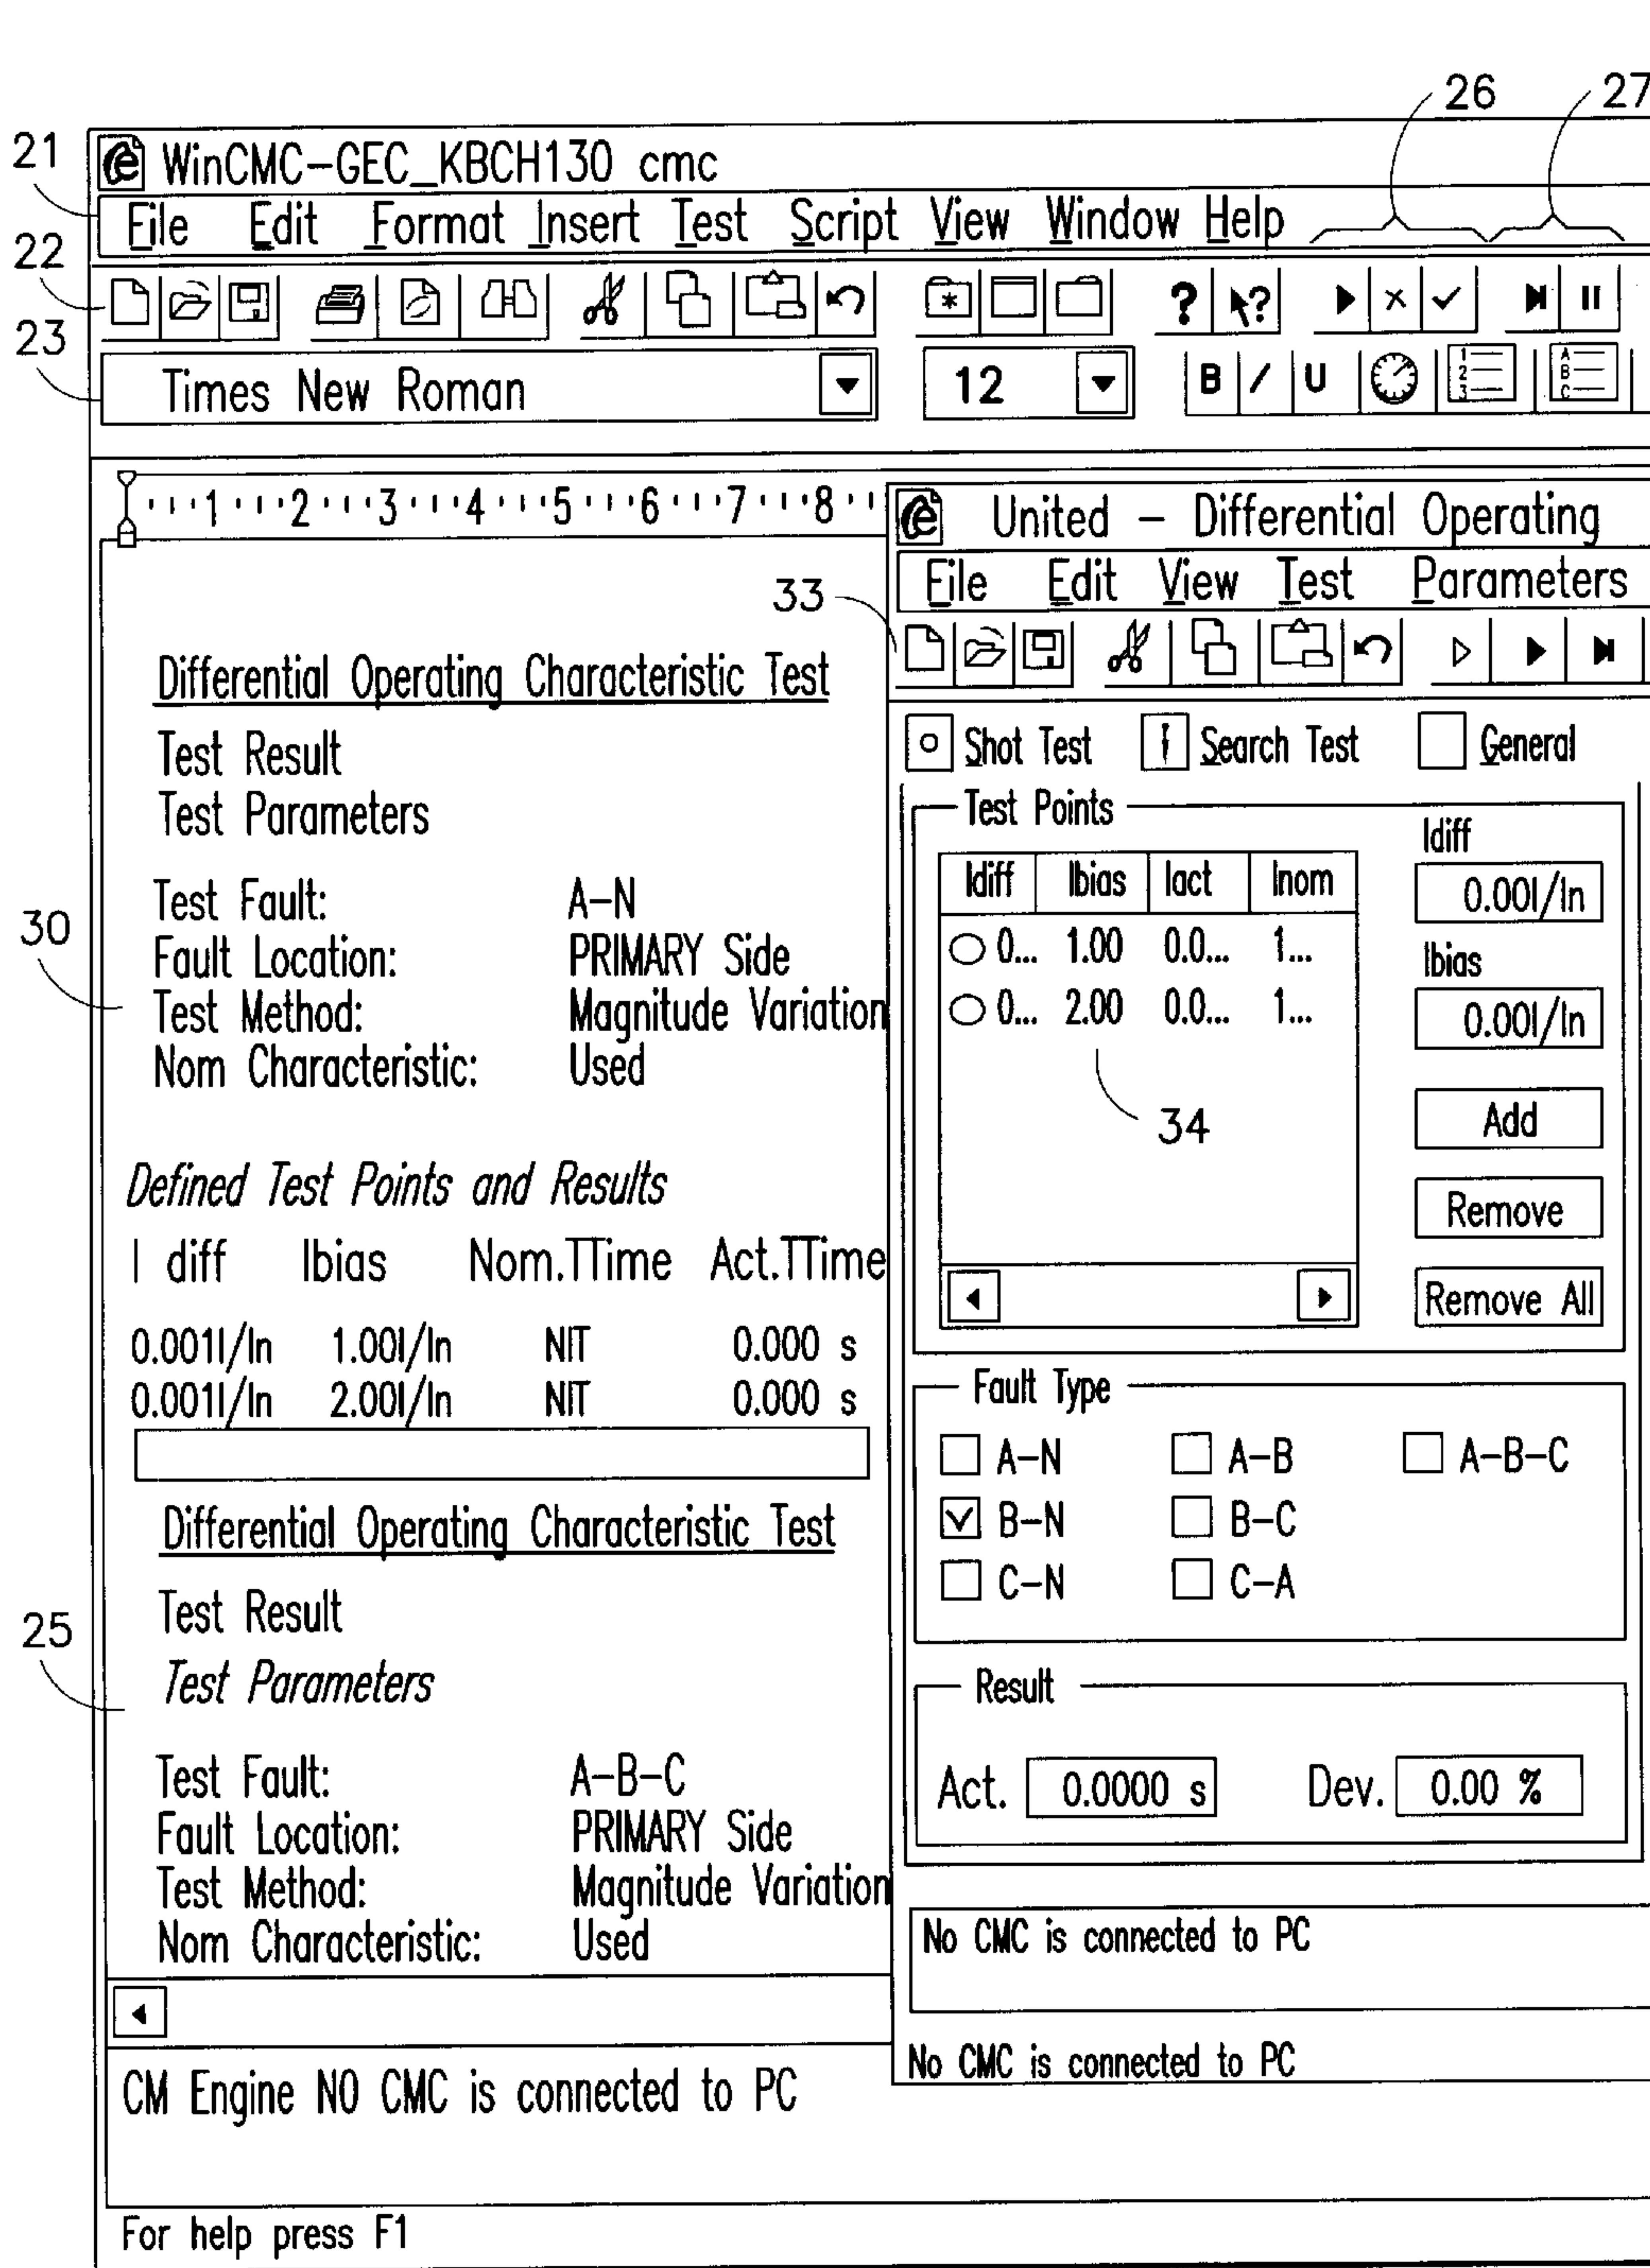 26 27
21
WinCMC-GEC_KBCH130 cmc
File Edit Format Insert Test Script View Window Help
22
? ?
23
Times New Roman 12 B / U 1 2 3 A B C
1 2 3 4 5 6 7 8
United - Differential Operating
File Edit View Test Parameters
33
Differential Operating Characteristic Test
Test Result
Test Parameters
Test Fault: A-N
30
Fault Location: PRIMARY Side
Test Method: Magnitude Variation
Nom Characteristic: Used
Defined Test Points and Results
I diff Ibias Nom.TTime Act.TTime
0.001I/In 1.00I/In NIT 0.000 s
0.001I/In 2.00I/In NIT 0.000 s
Differential Operating Characteristic Test
Test Result
25
Test Parameters
Test Fault: A-B-C
Fault Location: PRIMARY Side
Test Method: Magnitude Variation
Nom Characteristic: Used
Shot Test Search Test General
Test Points
Idiff Ibias Iact Inom
0... 1.00 0.0... 1...
0... 2.00 0.0... 1...
34
Idiff
0.00I/In
Ibias
0.00I/In
Add
Remove
Remove All
Fault Type
A-N A-B A-B-C
B-N B-C
C-N C-A
Result
Act. 0.0000 s Dev. 0.00 %
No CMC is connected to PC
No CMC is connected to PC
CM Engine NO CMC is connected to PC
For help press F1